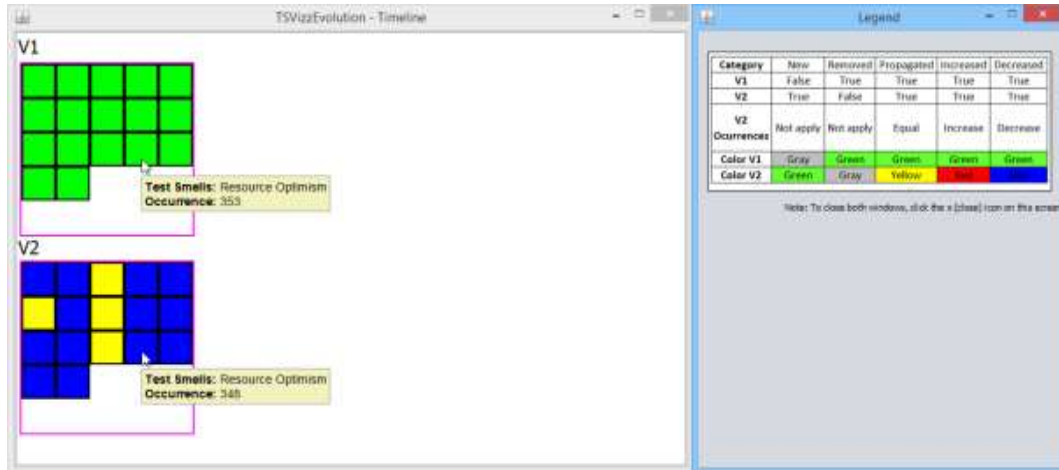 TSVizzEvolution - Timeline
V1
Test Smells: Resource Optimism
Occurrence: 353
V2
Test Smells: Resource Optimism
Occurrence: 348
Legend
Category New Removed Propagated Increased Decreased
V1 False True True True True
V2 True False True True True
V2 Ocurrences Not apply Not apply Equal Increase Decrease
Color V1 Gray Green Green Green Green
Color V2 Green Gray Yellow Red
Note: To close both windows, click the x (close) icon on this screen